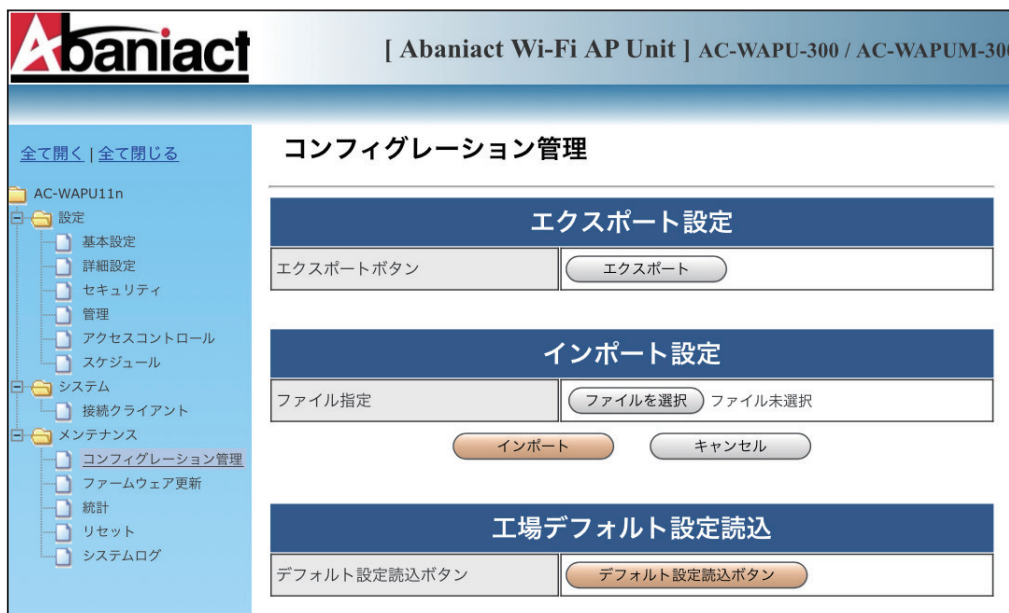 Abaniact
[ Abaniact Wi-Fi AP Unit ] AC-WAPU-300 / AC-WAPUM-300
全て開く | 全て閉じる
AC-WAPU11n
設定
基本設定
詳細設定
セキュリティ
管理
アクセスコントロール
スケジュール
システム
接続クライアント
メンテナンス
コンフィグレーション管理
ファームウェア更新
統計
リセット
システムログ
コンフィグレーション管理
エクスポート設定
エクスポートボタン エクスポート
インポート設定
ファイル指定 ファイルを選択 ファイル未選択
インポート キャンセル
工場デフォルト設定読込
デフォルト設定読込ボタン デフォルト設定読込ボタン